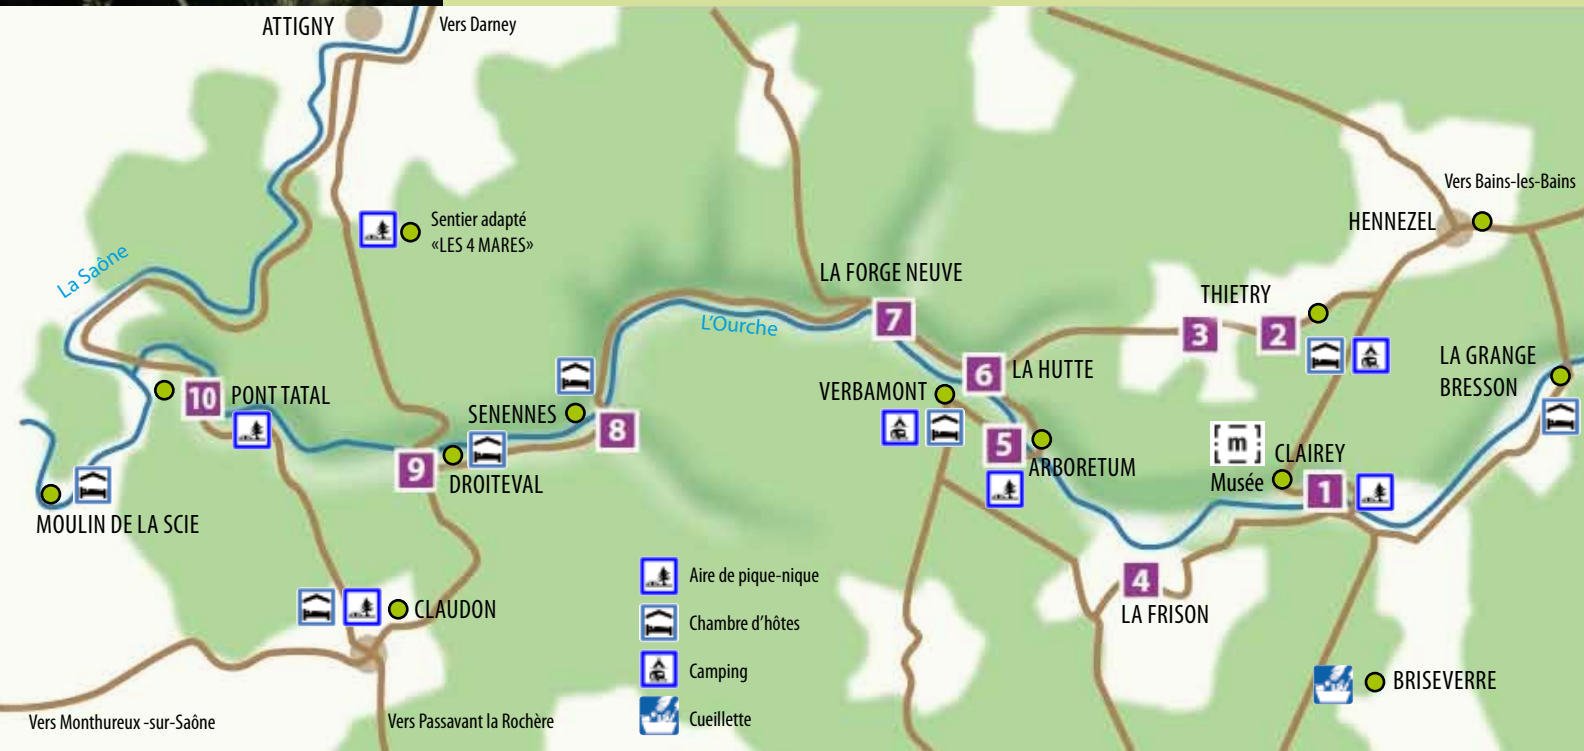 ATTIGNY
Vers Darney
Sentier adapté
«LES 4 MARES»
Vers Bains-les-Bains
HENNEZEL
La Saône
LA FORGE NEUVE
THIETRY
L'Ourche
7
3
2
6
LA HUTTE
LA GRANGE
BRESSON
VERBAMONT
10
PONT TATAL
SENENNES
8
5
ARBORETUM
m
CLAIREY
Musée
1
9
DROITEVAL
MOULIN DE LA SCIE
4
LA FRISON
Aire de pique-nique
Chambre d'hôtes
Camping
Cueillette
CLAUDON
BRISEVERRE
Vers Monthureux -sur-Saône
Vers Passavant la Rochère